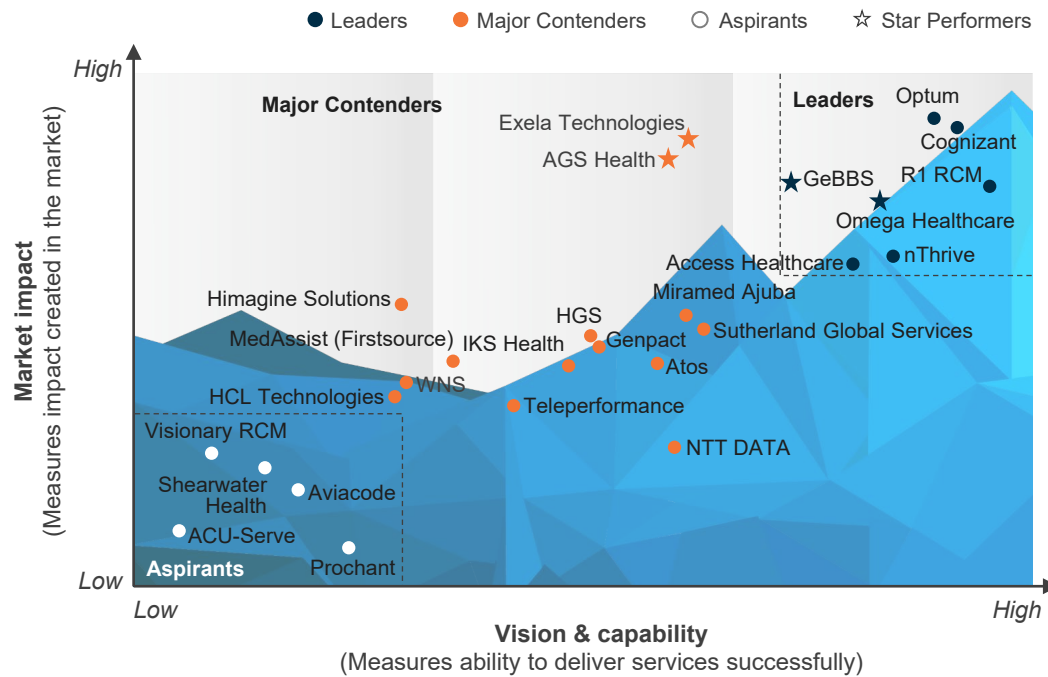 Leaders
Major Contenders
Aspirants
Star Performers
High
Major Contenders
Leaders
Optum
Exela Technologies
Cognizant
AGS Health
R1 RCM
GeBBS
Omega Healthcare
nThrive
Access Healthcare
Miramed Ajuba
Himagine Solutions
HGS
Sutherland Global Services
MedAssist (Firstsource)
IKS Health
Genpact
Atos
WNS
HCL Technologies
Teleperformance
Visionary RCM
NTT DATA
Shearwater
Health
Aviacode
ACU-Serve
Prochant
Aspirants
Low
Market impact
(Measures impact created in the market)
Low
High
Vision & capability
(Measures ability to deliver services successfully)